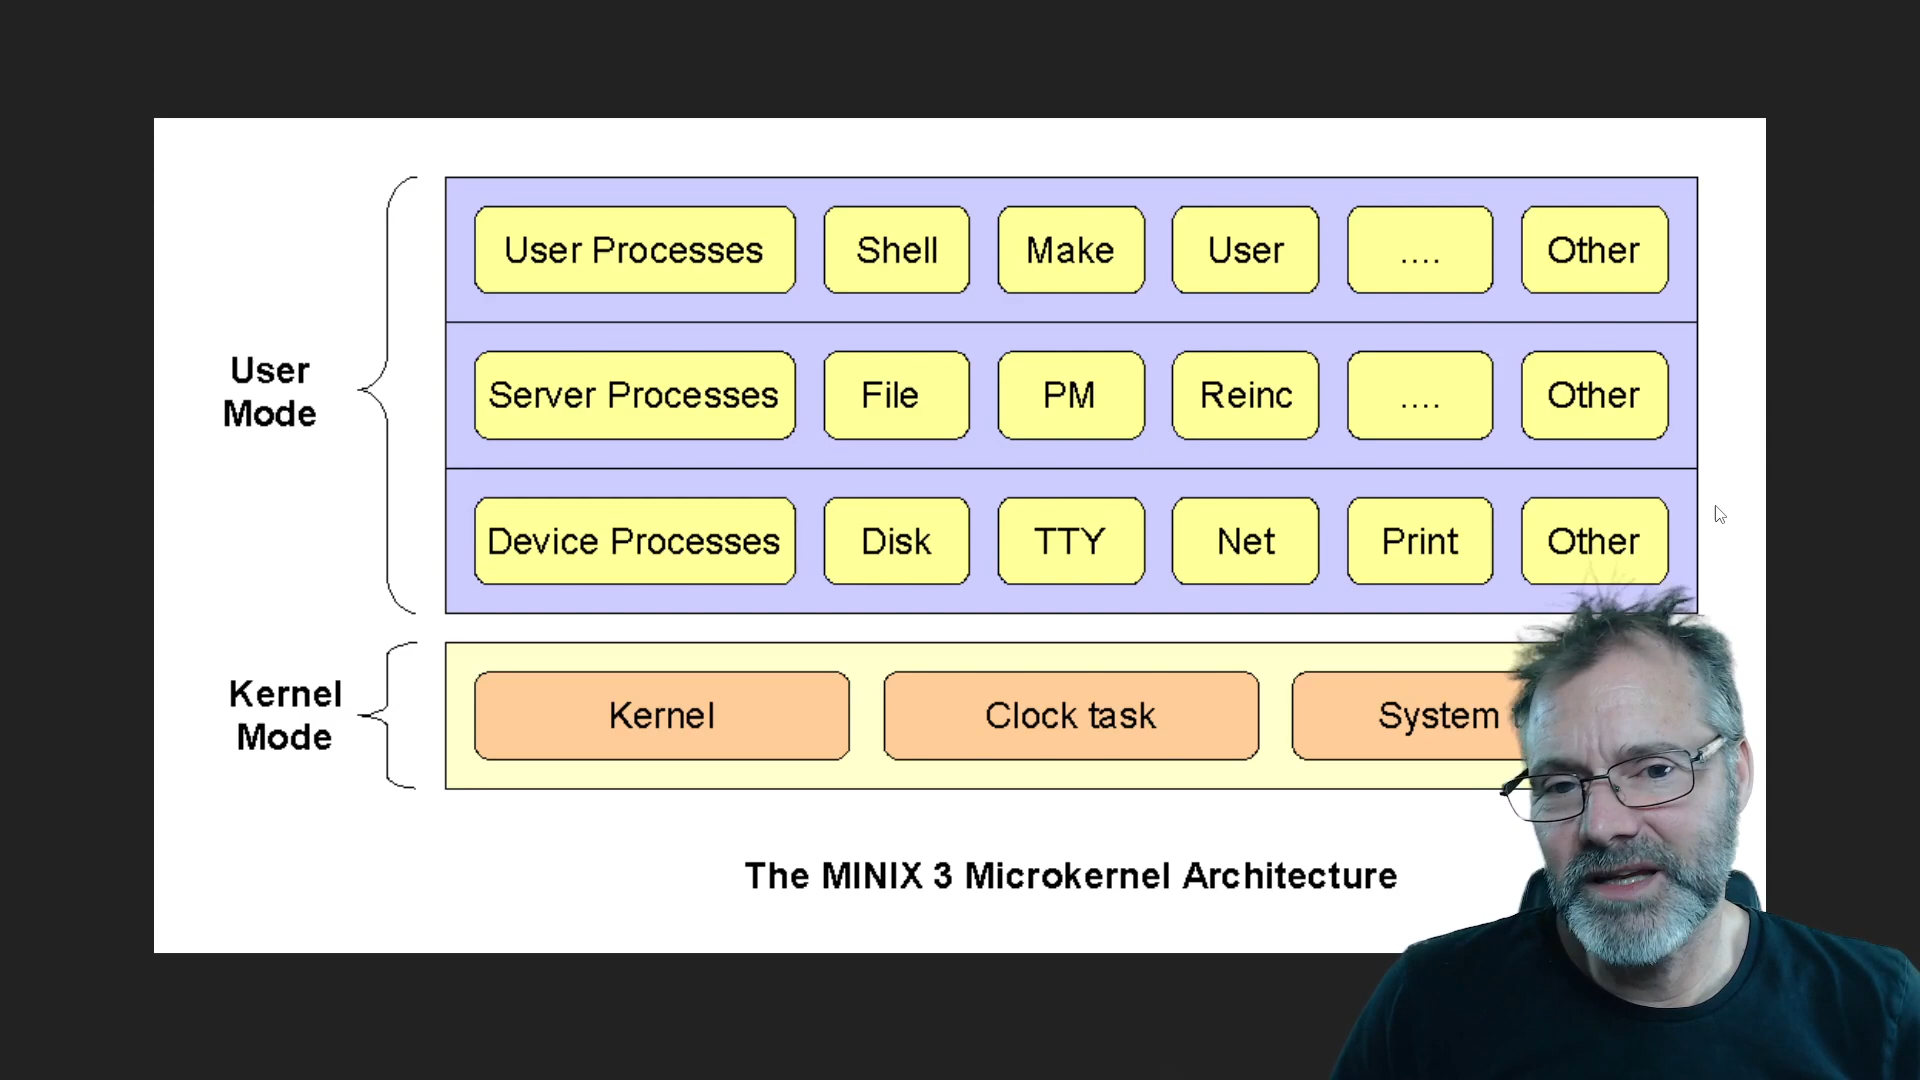 User Processes Shell Make User .... Other
User
Mode
Server Processes File PM Reinc .... Other
Device Processes Disk TTY Net Print Other
Kernel
Mode
Kernel Clock task System
The MINIX 3 Microkernel Architecture